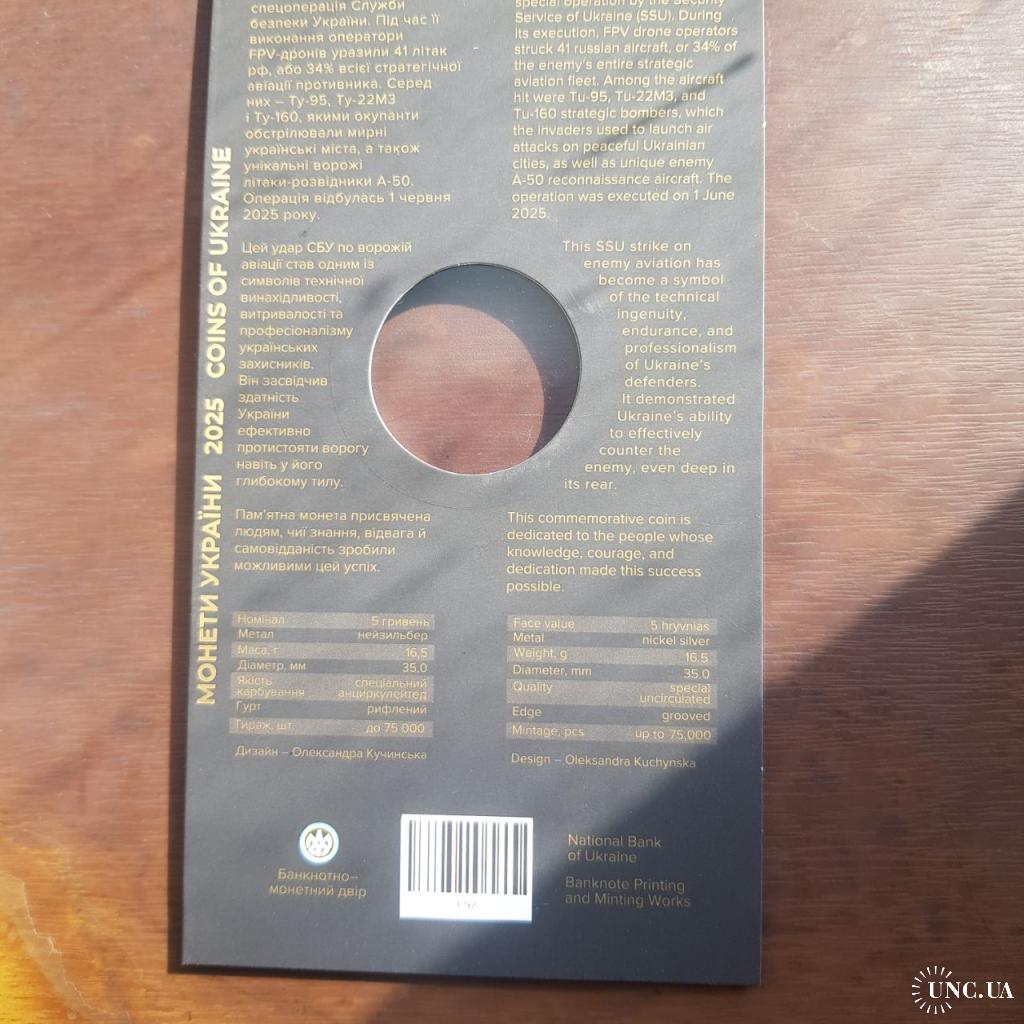 спецоперація Служби
безпеки України. Під час її
виконання оператори
FPV-дронів уразили 41 літак
рф, або 34% всієї стратегічної
авіації противника. Серед
них – Ту-95, Ту-22М3
і Ту-160, якими окупанти
обстрілювали мирні
українські міста, а також
унікальні ворожі
літаки-розвідники А-50.
Операція відбулась 1 червня
2025 року.
Цей удар СБУ по ворожій
авіації став одним із
символів технічної
винахідливості,
витривалості та
професіоналізму
українських
захисників.
Він засвідчив
здатність
України
ефективно
протистояти ворогу
навіть у його
глибокому тилу.
Пам'ятна монета присвячена
людям, чиї знання, відвага й
самовідданість зробили
можливими цей успіх.
Номінал 5 гривень
Метал нейзильбер
Маса, г 16,5
Діаметр, мм 35,0
Якість спеціальний
карбування анциркулейтед
Гурт рифлений
Тираж, шт. до 75 000
Дизайн – Олександра Кучинська
special operation by the Security
Service of Ukraine (SSU). During
its execution, FPV drone operators
struck 41 russian aircraft, or 34% of
the enemy's entire strategic
aviation fleet. Among the aircraft
hit were Tu-95, Tu-22M3, and
Tu-160 strategic bombers, which
the invaders used to launch air
attacks on peaceful Ukrainian
cities, as well as unique enemy
A-50 reconnaissance aircraft. The
operation was executed on 1 June
2025.
This SSU strike on
enemy aviation has
become a symbol
of the technical
ingenuity,
endurance, and
professionalism
of Ukraine's
defenders.
It demonstrated
Ukraine's ability
to effectively
counter the
enemy, even deep in
its rear.
This commemorative coin is
dedicated to the people whose
knowledge, courage, and
dedication made this success
possible.
Face value 5 hryvnias
Metal nickel silver
Weight, g 16.5
Diameter, mm 35.0
Quality special
uncirculated
Edge grooved
Mintage, pcs up to 75,000
Design – Oleksandra Kuchynska
МОНЕТИ УКРАЇНИ 2025 COINS OF UKRAINE
Банкнотно–
монетний двір
National Bank
of Ukraine
Banknote Printing
and Minting Works
UNC.UA